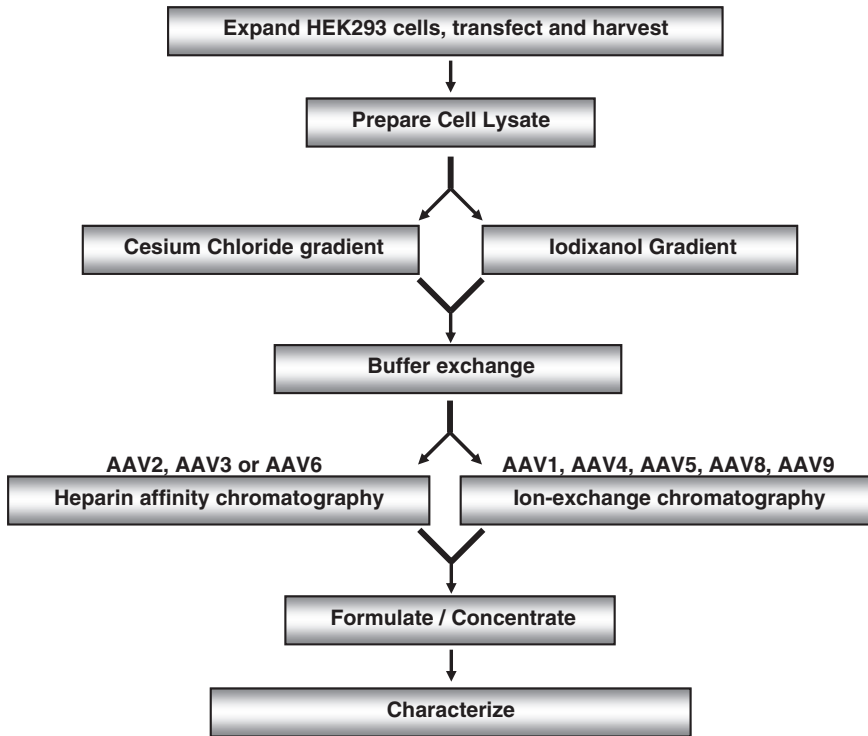 Expand HEK293 cells, transfect and harvest
Prepare Cell Lysate
Cesium Chloride gradient
Iodixanol Gradient
Buffer exchange
AAV2, AAV3 or AAV6
Heparin affinity chromatography
AAV1, AAV4, AAV5, AAV8, AAV9
Ion-exchange chromatography
Formulate / Concentrate
Characterize